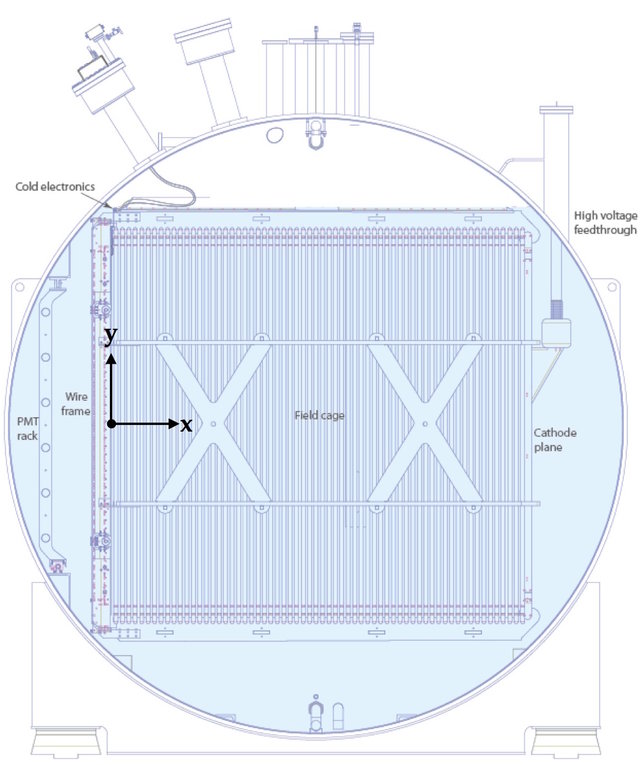 Cold electronics
High voltage
feedthrough
y
Wire
frame
x
Field cage
PMT
rack
Cathode
plane